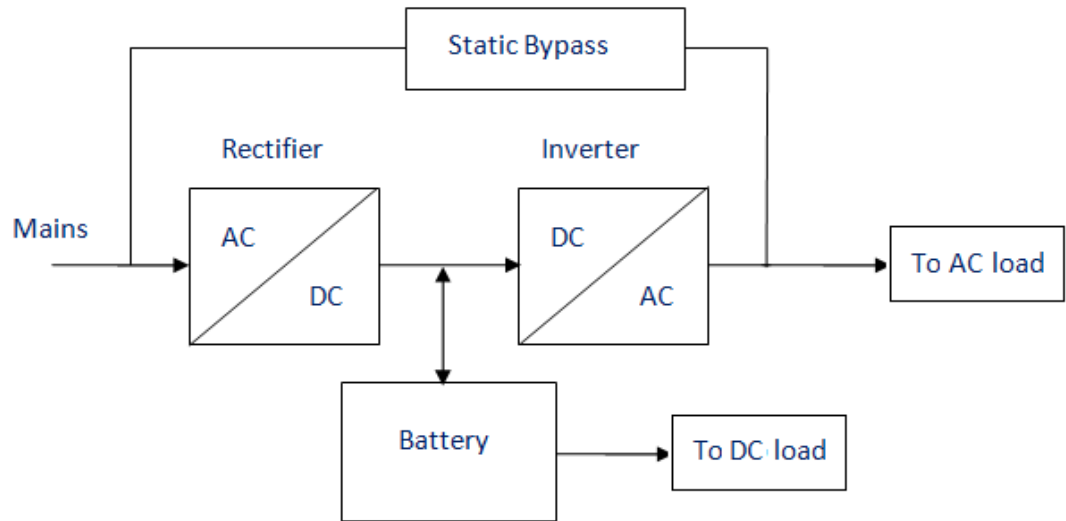 Static Bypass
Rectifier
Inverter
Mains
AC
DC
DC
AC
To AC load
Battery
To DC load